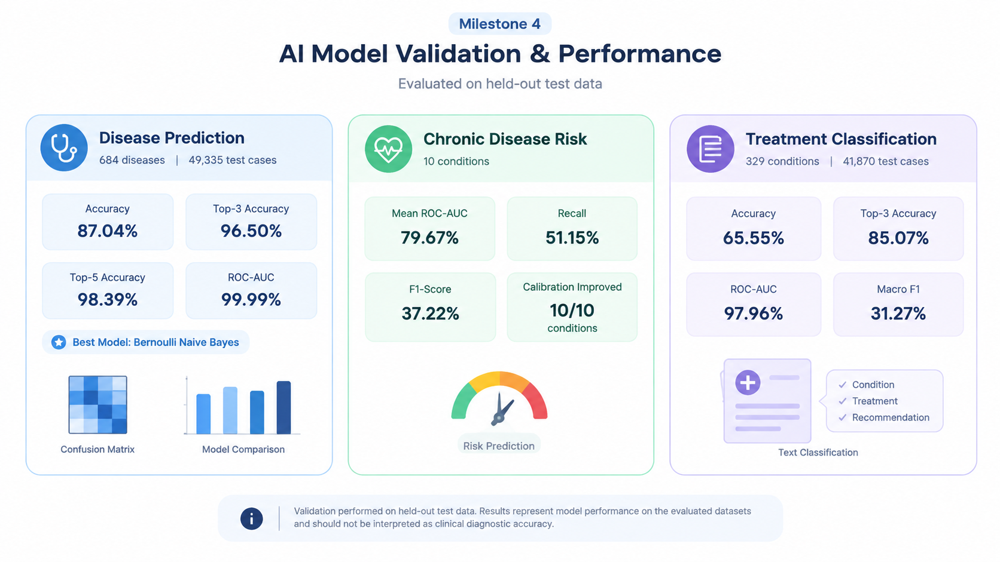 Milestone 4
AI Model Validation & Performance
Evaluated on held-out test data
Disease Prediction
684 diseases | 49,335 test cases
Accuracy
87.04%
Top-3 Accuracy
96.50%
Top-5 Accuracy
98.39%
ROC-AUC
99.99%
Best Model: Bernoulli Naive Bayes
Confusion Matrix
Model Comparison
Chronic Disease Risk
10 conditions
Mean ROC-AUC
79.67%
Recall
51.15%
F1-Score
37.22%
Calibration Improved
10/10
conditions
Risk Prediction
Treatment Classification
329 conditions | 41,870 test cases
Accuracy
65.55%
Top-3 Accuracy
85.07%
ROC-AUC
97.96%
Macro F1
31.27%
Condition
Treatment
Recommendation
Text Classification
Validation performed on held-out test data. Results represent model performance on the evaluated datasets
and should not be interpreted as clinical diagnostic accuracy.